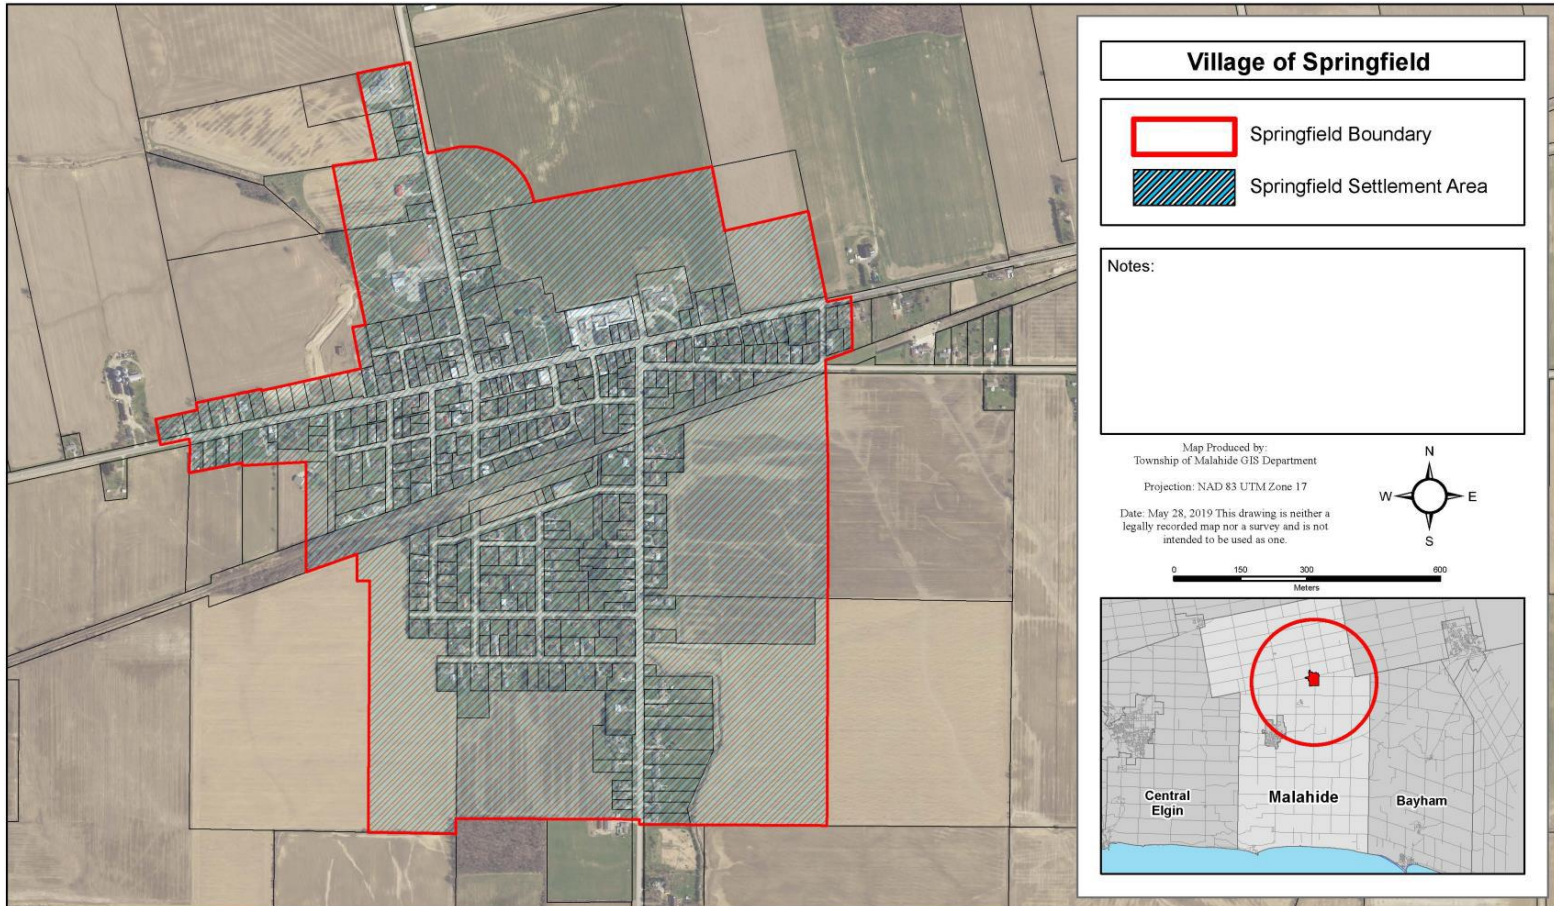 Village of Springfield
Springfield Boundary
Springfield Settlement Area
Notes:
Map Produced by:
Township of Malahide GIS Department
Projection: NAD 83 UTM Zone 17
Date: May 28, 2019 This drawing is neither a
legally recorded map nor a survey and is not
intended to be used as one.
N
W
E
S
0
150
300
600
Meters
Central
Elgin
Malahide
Bayham